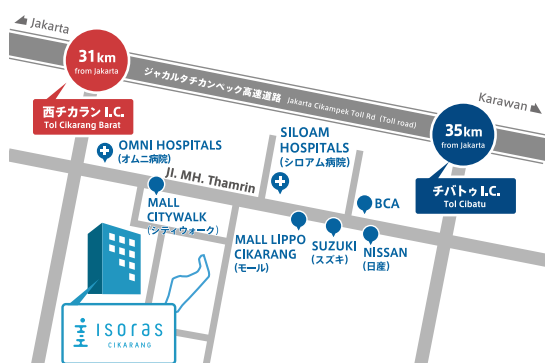 Jakarta
31km
from Jakarta
ジャカルタチカンペック高速道路 Jakarta Cikampek Toll Rd (Toll road)
Karawan
西チカラン I.C.
Tol Cikarang Barat
35km
from Jakarta
チバトゥ I.C.
Tol Cibatu
OMNI HOSPITALS
(オムニ病院)
SILOAM
HOSPITALS
(シロアム病院)
Jl. MH. Thamrin
MALL
CITYWALK
(シティウォーク)
BCA
MALL LIPPO
CIKARANG
(モール)
SUZUKI
(スズキ)
NISSAN
(日産)
isoras
CIKARANG